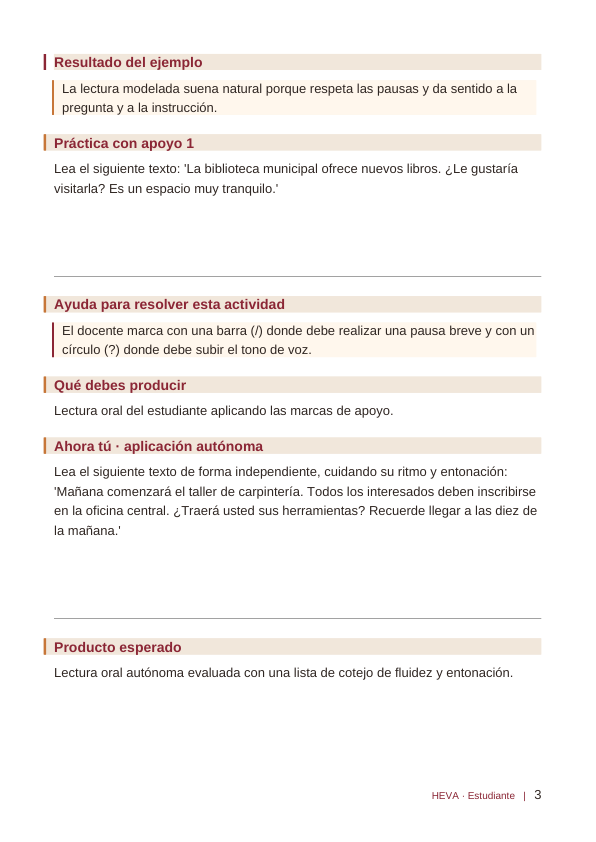 Resultado del ejemplo
La lectura modelada suena natural porque respeta las pausas y da sentido a la
pregunta y a la instrucción.
Práctica con apoyo 1
Lea el siguiente texto: 'La biblioteca municipal ofrece nuevos libros. ¿Le gustaría
visitarla? Es un espacio muy tranquilo.'
Ayuda para resolver esta actividad
El docente marca con una barra (/) donde debe realizar una pausa breve y con un
círculo (?) donde debe subir el tono de voz.
Qué debes producir
Lectura oral del estudiante aplicando las marcas de apoyo.
Ahora tú · aplicación autónoma
Lea el siguiente texto de forma independiente, cuidando su ritmo y entonación:
'Mañana comenzará el taller de carpintería. Todos los interesados deben inscribirse
en la oficina central. ¿Traerá usted sus herramientas? Recuerde llegar a las diez de
la mañana.'
Producto esperado
Lectura oral autónoma evaluada con una lista de cotejo de fluidez y entonación.
HEVA · Estudiante | 3